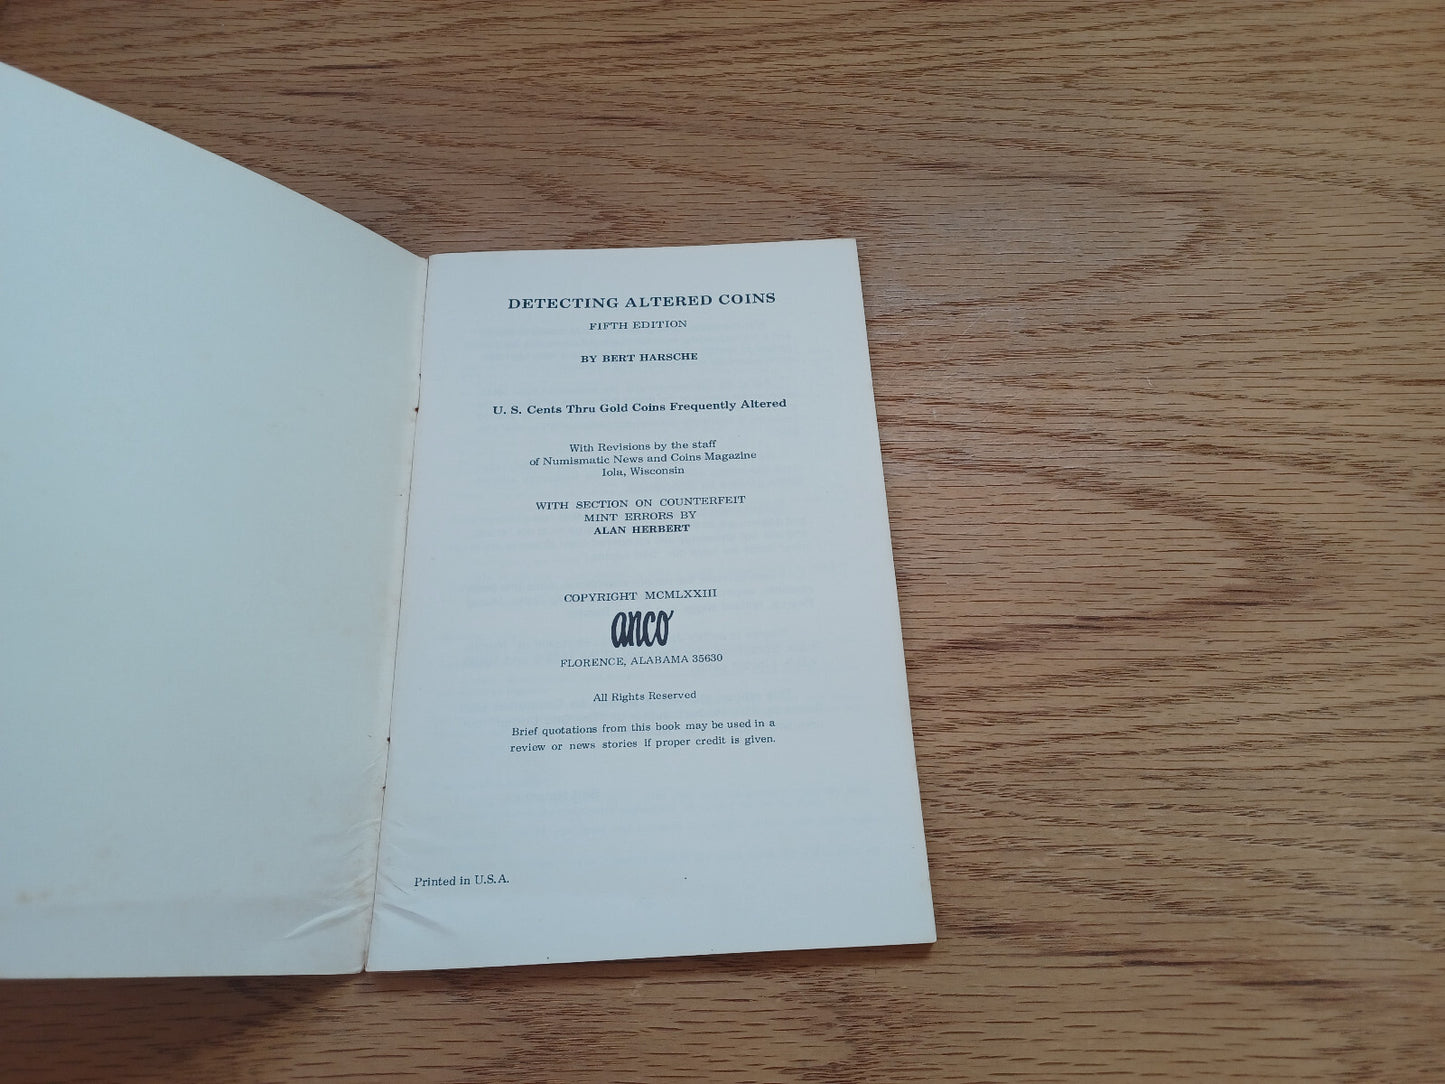 DETECTING ALTERED COINS
FIFTH EDITION
BY BERT HARSCHE
U. S. Cents Thru Gold Coins Frequently Altered
With Revisions by the staff
of Numismatic News and Coins Magazine
Iola, Wisconsin
WITH SECTION ON COUNTERFEIT
MINT ERRORS BY
ALAN HERBERT
COPYRIGHT MCMLXXIII
anco
FLORENCE, ALABAMA 35630
All Rights Reserved
Brief quotations from this book may be used in a
review or news stories if proper credit is given.
Printed in U.S.A.